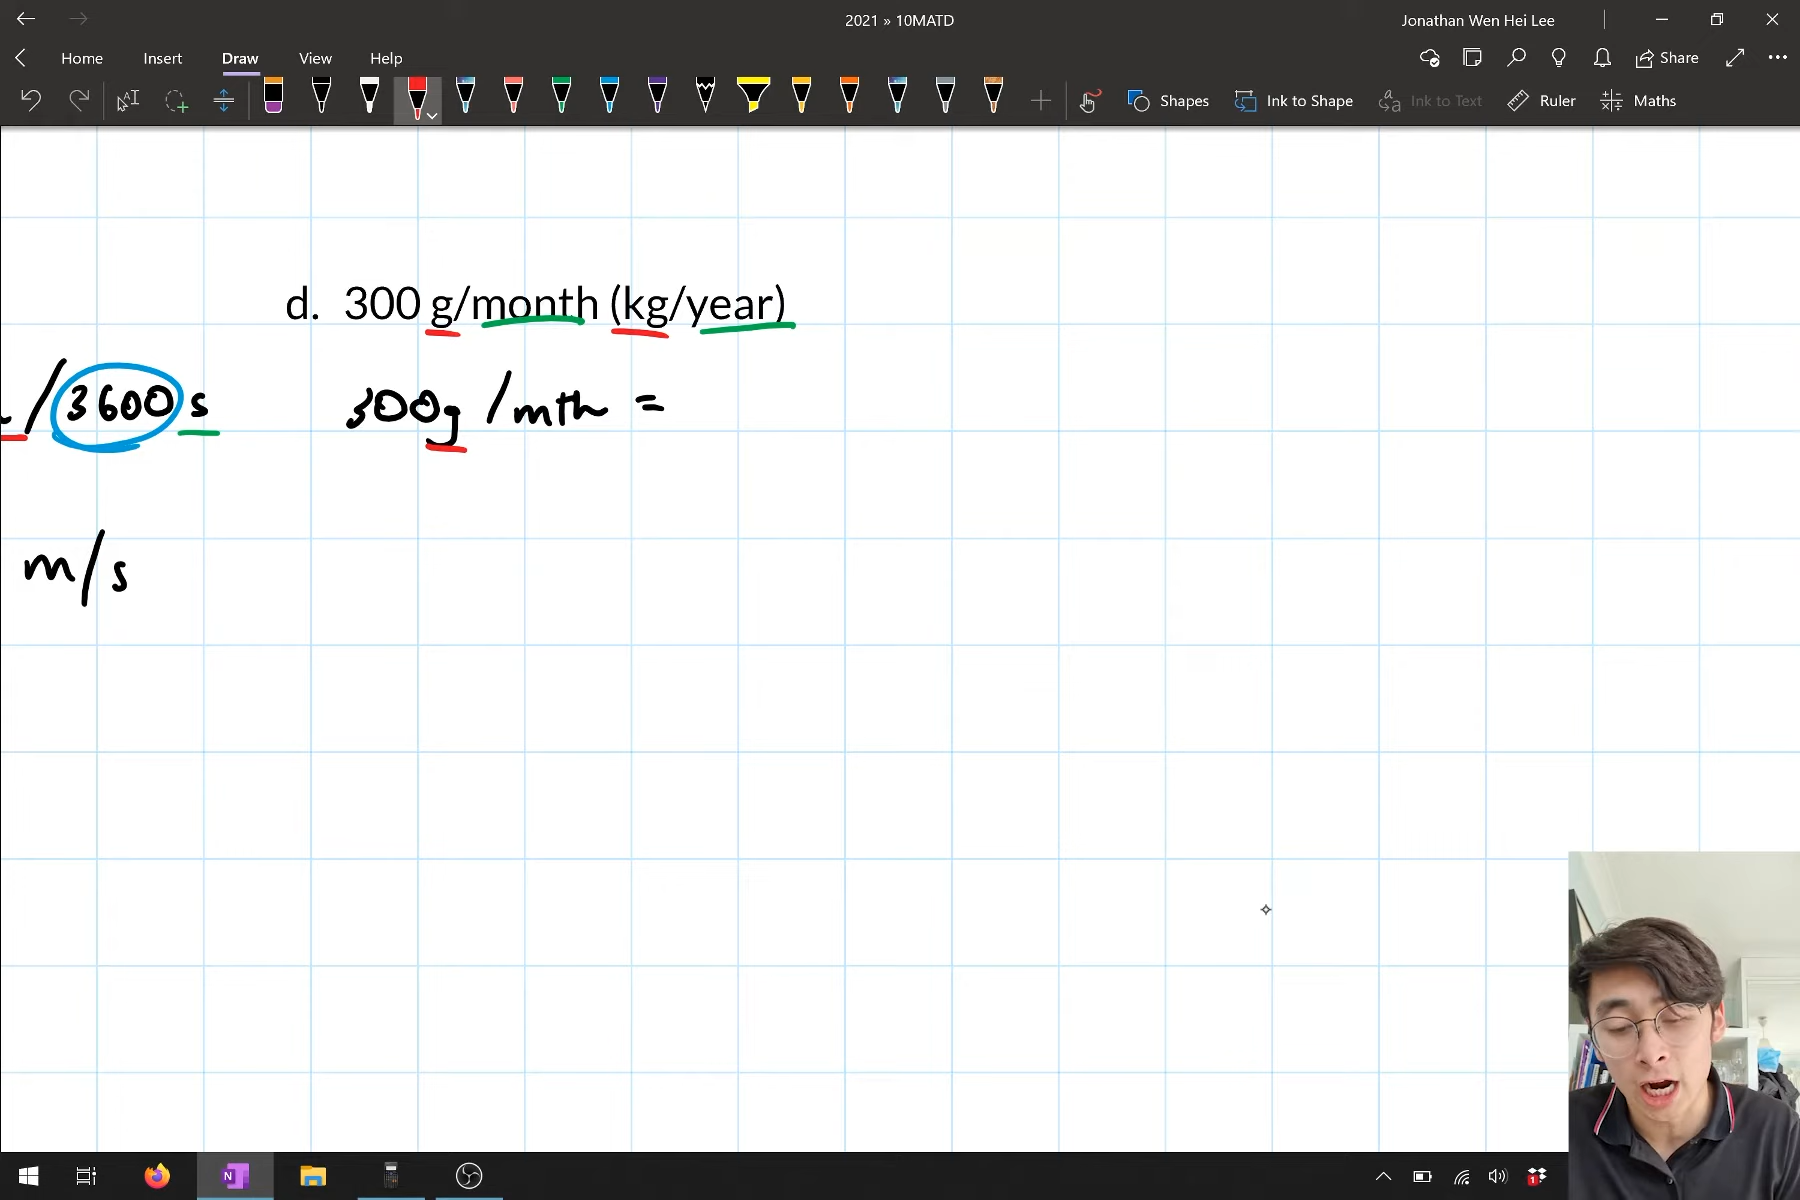 2021 » 10MATD
Jonathan Wen Hei Lee
Home Insert Draw View Help
Share
Shapes Ink to Shape Ink to Text Ruler Maths
d. 300 g/month (kg/year)
/3600 s
300g /mth =
m/s